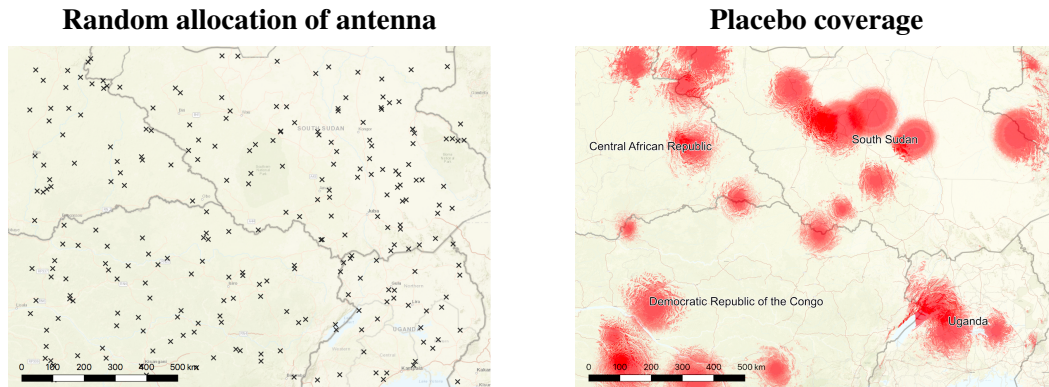 Random allocation of antenna
Placebo coverage
SOUTH SUDAN
Central African Republic
South Sudan
Democratic Republic of the Congo
Uganda
UGANDA
0 100 200 300 400 500 km
0 100 200 300 400 500 km